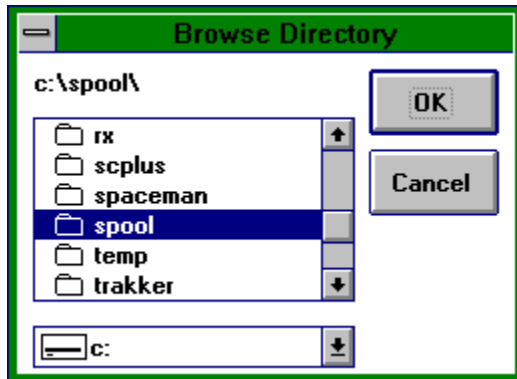 Browse Directory
c:\spool\
OK
rx
scplus
spaceman
Cancel
spool
temp
trakker
c: